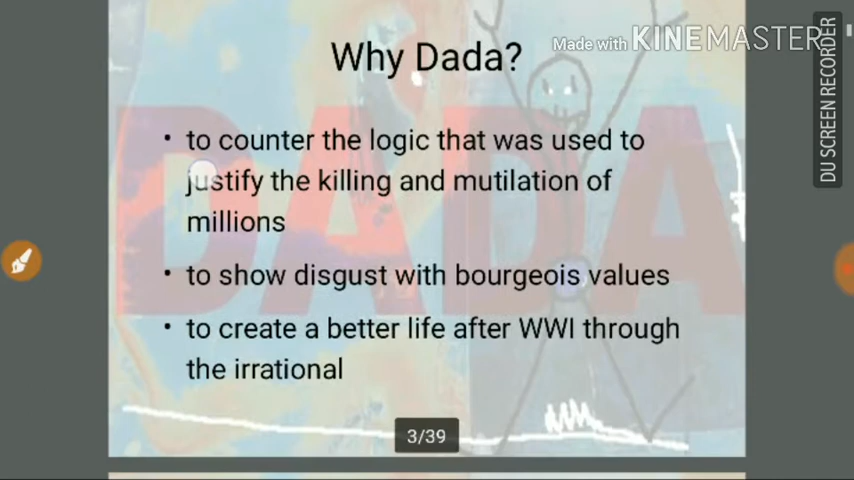 Why Dada?
Made with KINEMASTER
DU SCREEN RECORDER
DADA
• to counter the logic that was used to
justify the killing and mutilation of
millions
• to show disgust with bourgeois values
• to create a better life after WWI through
the irrational
3/39